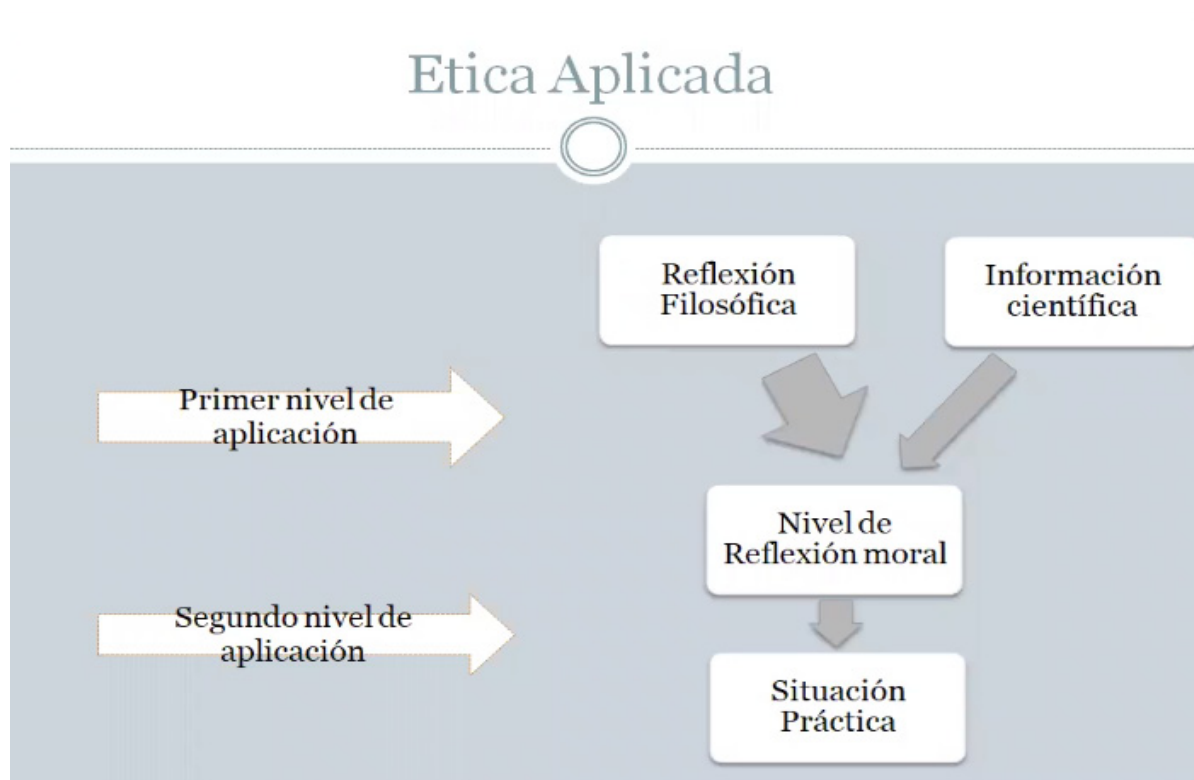 Etica Aplicada
Reflexión
Filosófica
Información
científica
Primer nivel de
aplicación
Nivel de
Reflexión moral
Segundo nivel de
aplicación
Situación
Práctica